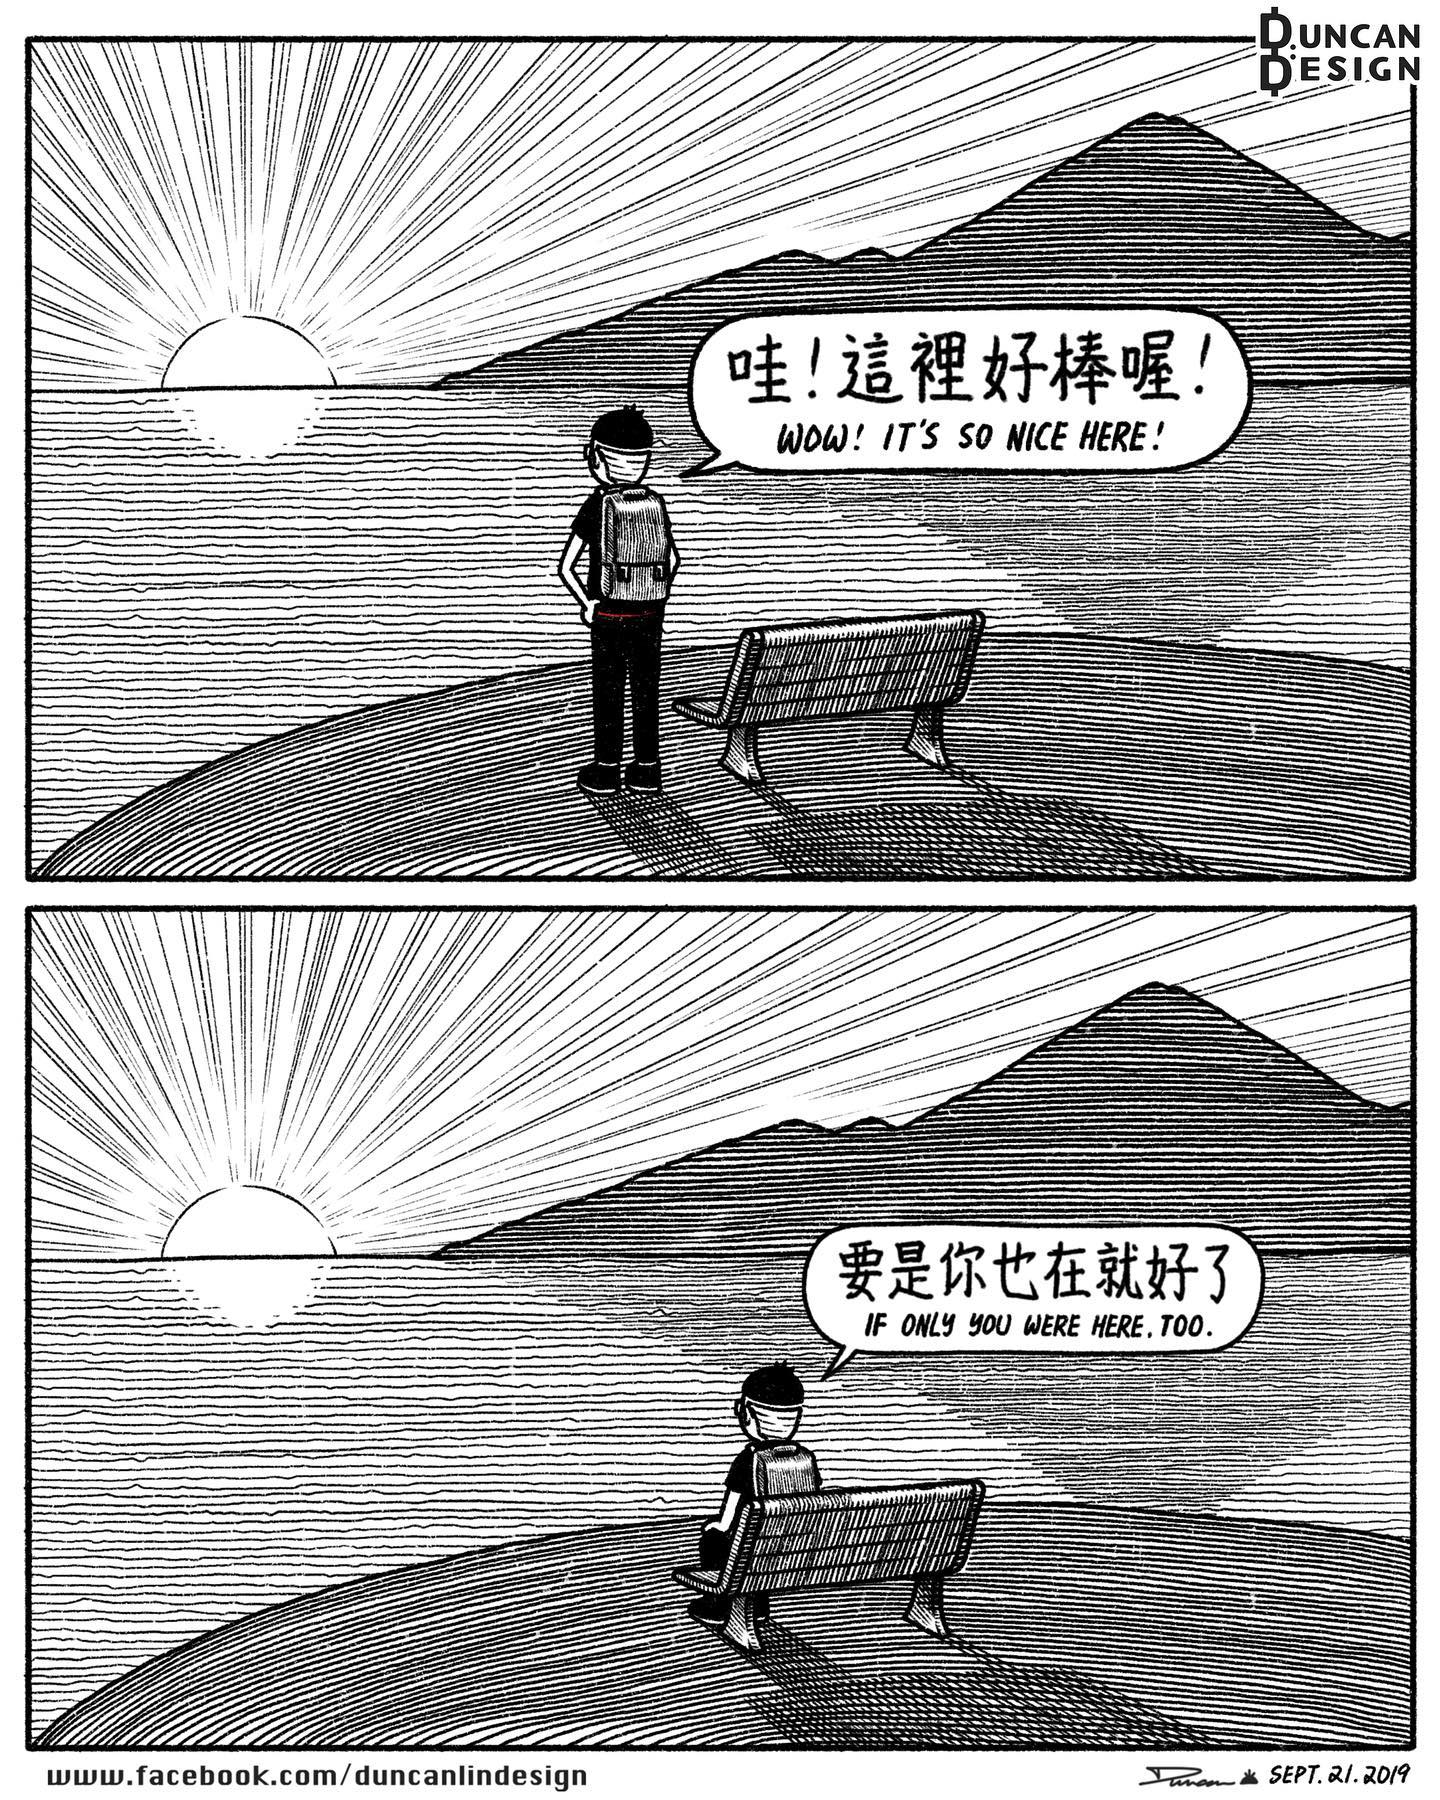 DUNCAN
DESIGN
哇！這裡好棒喔！
WOW! IT'S SO NICE HERE!
要是你也在就好了
IF ONLY YOU WERE HERE, TOO.
www.facebook.com/duncanlindesign
Duncan SEPT. 21. 2019